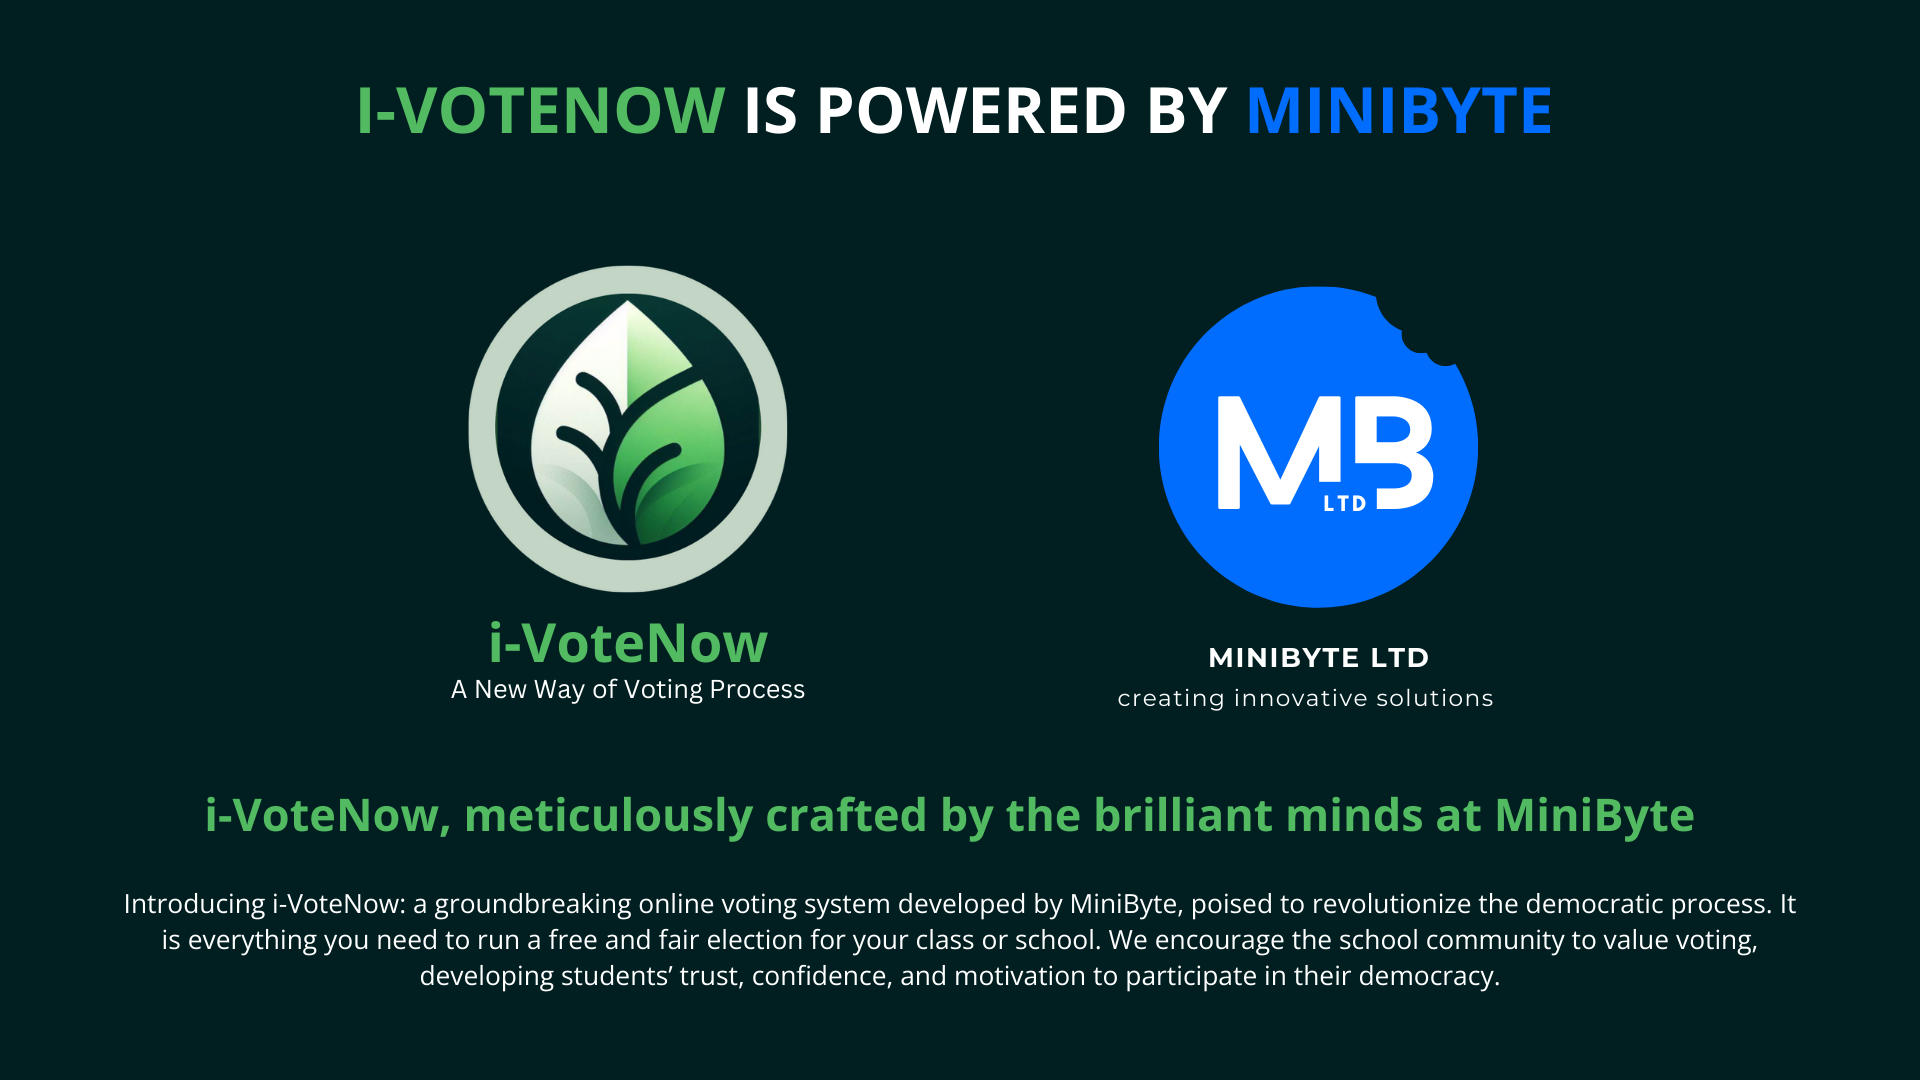 I-VOTENOW IS POWERED BY MINIBYTE
MB
LTD
i-VoteNow
A New Way of Voting Process
MINIBYTE LTD
creating innovative solutions
i-VoteNow, meticulously crafted by the brilliant minds at MiniByte
Introducing i-VoteNow: a groundbreaking online voting system developed by MiniByte, poised to revolutionize the democratic process. It
is everything you need to run a free and fair election for your class or school. We encourage the school community to value voting,
developing students’ trust, confidence, and motivation to participate in their democracy.